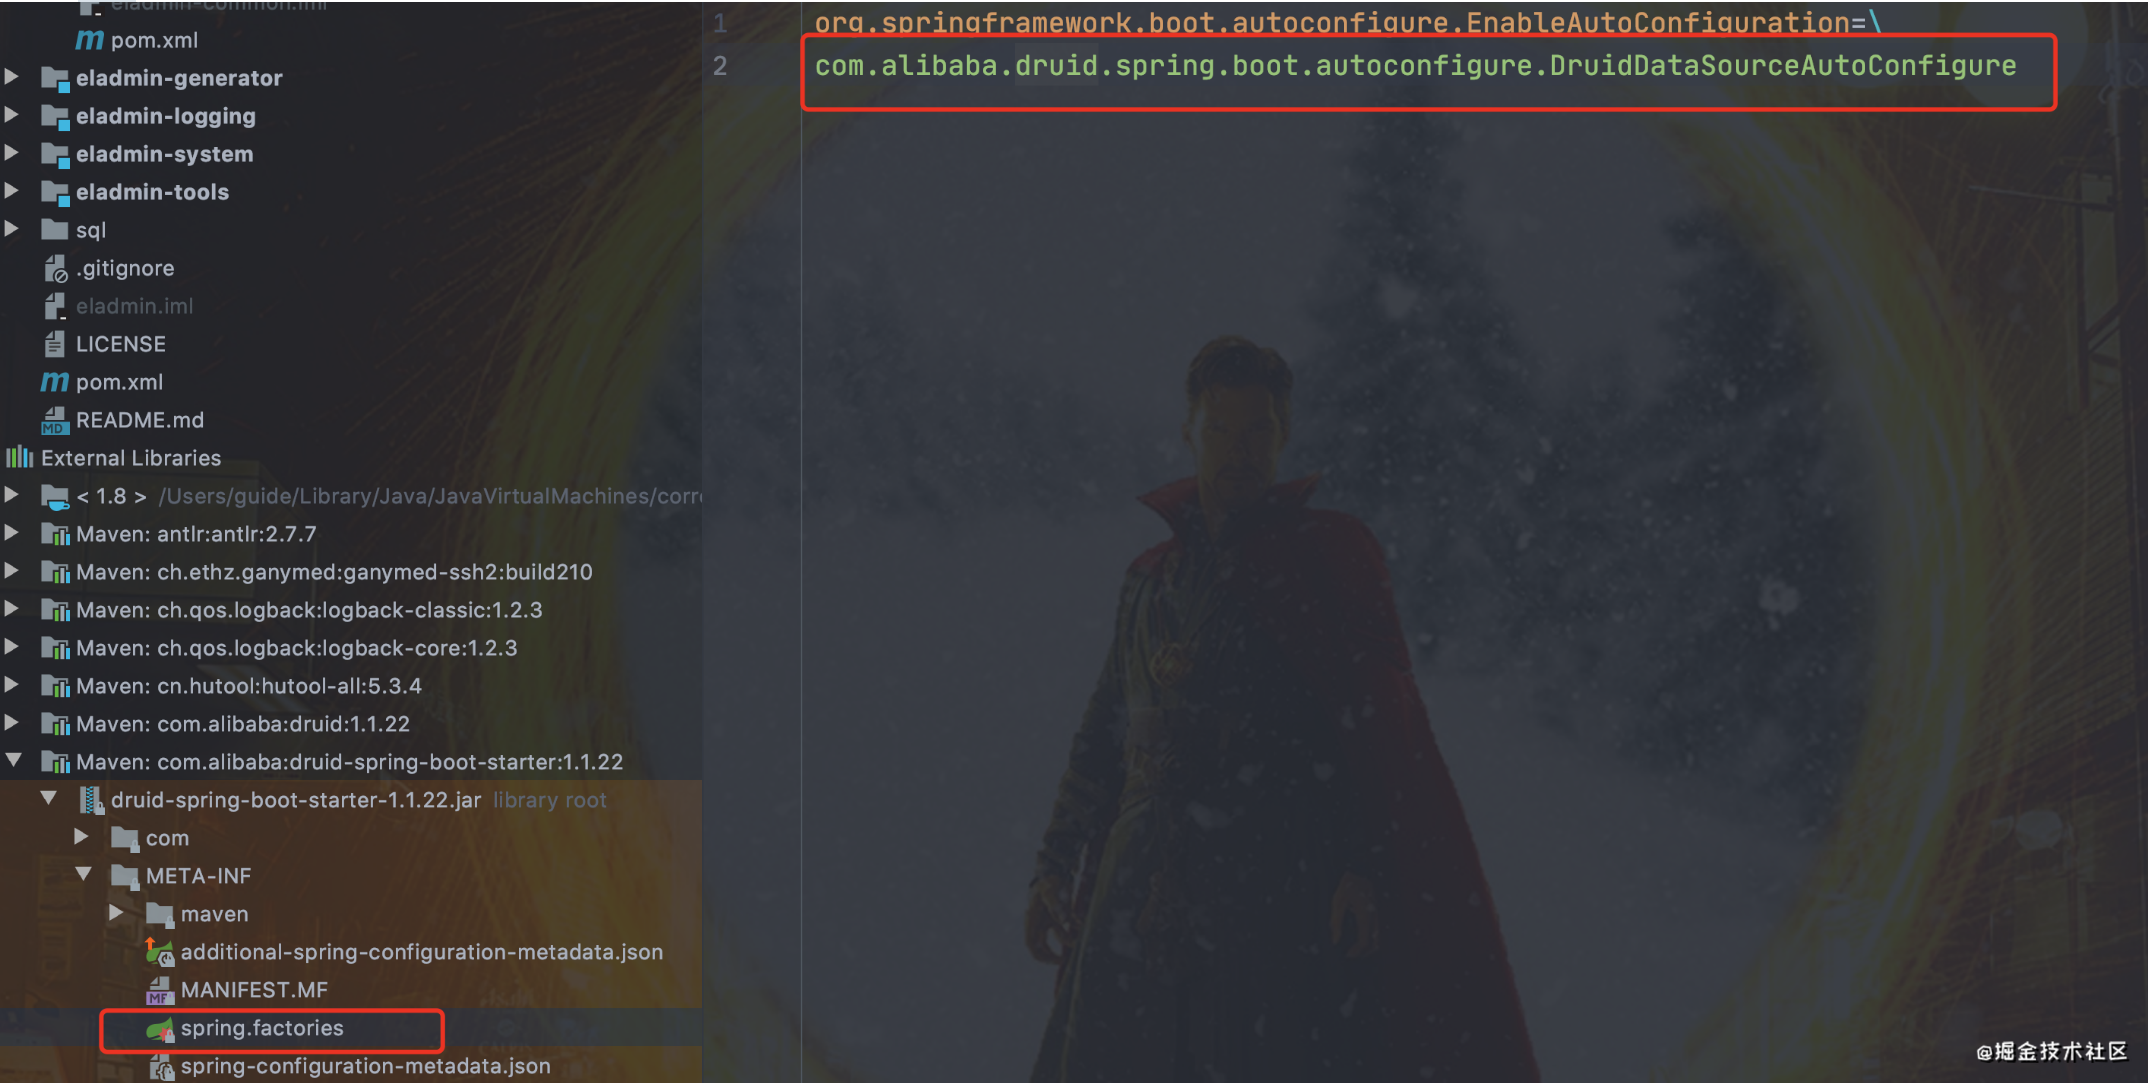 eladmin-common.iml
pom.xml
eladmin-generator
eladmin-logging
eladmin-system
eladmin-tools
sql
.gitignore
eladmin.iml
LICENSE
pom.xml
README.md
External Libraries
< 1.8 > /Users/guide/Library/Java/JavaVirtualMachines/corr
Maven: antlr:antlr:2.7.7
Maven: ch.ethz.ganymed:ganymed-ssh2:build210
Maven: ch.qos.logback:logback-classic:1.2.3
Maven: ch.qos.logback:logback-core:1.2.3
Maven: cn.hutool:hutool-all:5.3.4
Maven: com.alibaba:druid:1.1.22
Maven: com.alibaba:druid-spring-boot-starter:1.1.22
druid-spring-boot-starter-1.1.22.jar library root
com
META-INF
maven
additional-spring-configuration-metadata.json
MANIFEST.MF
spring.factories
spring-configuration-metadata.json
1 org.springframework.boot.autoconfigure.EnableAutoConfiguration=\
2 com.alibaba.druid.spring.boot.autoconfigure.DruidDataSourceAutoConfigure
@掘金技术社区